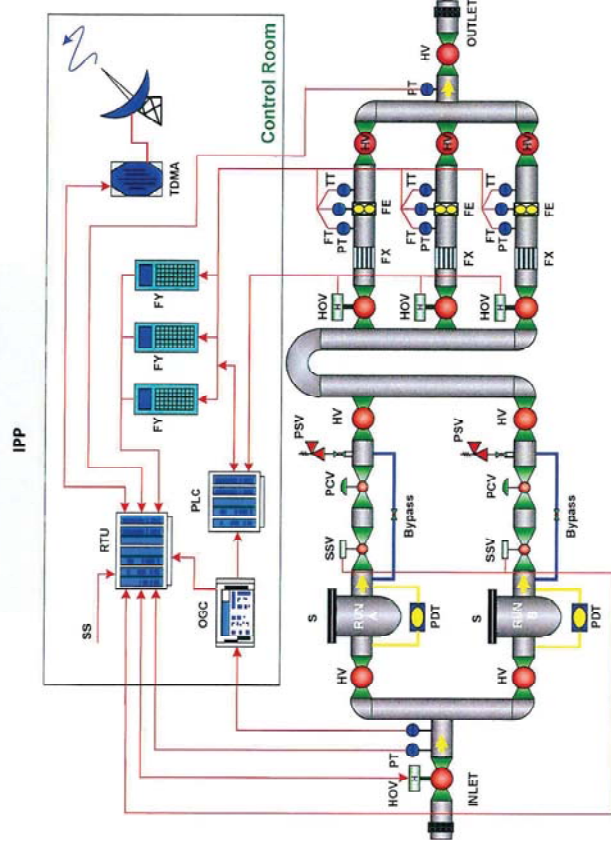 IPP
SS
RTU
TDMA
FY
FY
FY
PLC
OGC
Control Room
HOV
PT
INLET
HV
S
RUN A
PDT
SSV
PCV
PSV
Bypass
HV
HOV
FX
FT
PT
TT
FE
HV
HOV
FX
FT
PT
TT
FE
HV
HOV
FX
FT
PT
TT
FE
HV
PT
HV
OUTLET
HV
S
RUN B
PDT
SSV
PCV
PSV
Bypass
HV
H
H
H
H